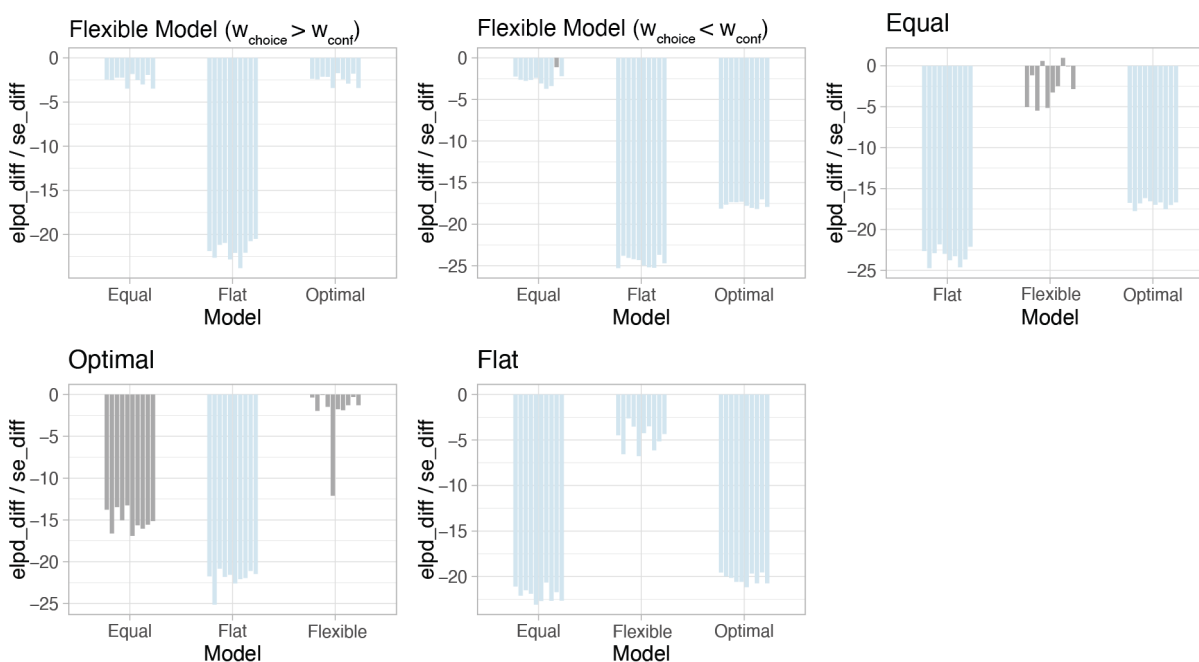 Flexible Model (w_choice > w_conf)
elpd_diff / se_diff
0
−5
−10
−15
−20
Equal Flat Optimal
Model
Flexible Model (w_choice < w_conf)
elpd_diff / se_diff
0
−5
−10
−15
−20
−25
Equal Flat Optimal
Model
Equal
elpd_diff / se_diff
0
−5
−10
−15
−20
−25
Flat Flexible Optimal
Model
Optimal
elpd_diff / se_diff
0
−5
−10
−15
−20
−25
Equal Flat Flexible
Model
Flat
elpd_diff / se_diff
0
−5
−10
−15
−20
Equal Flexible Optimal
Model